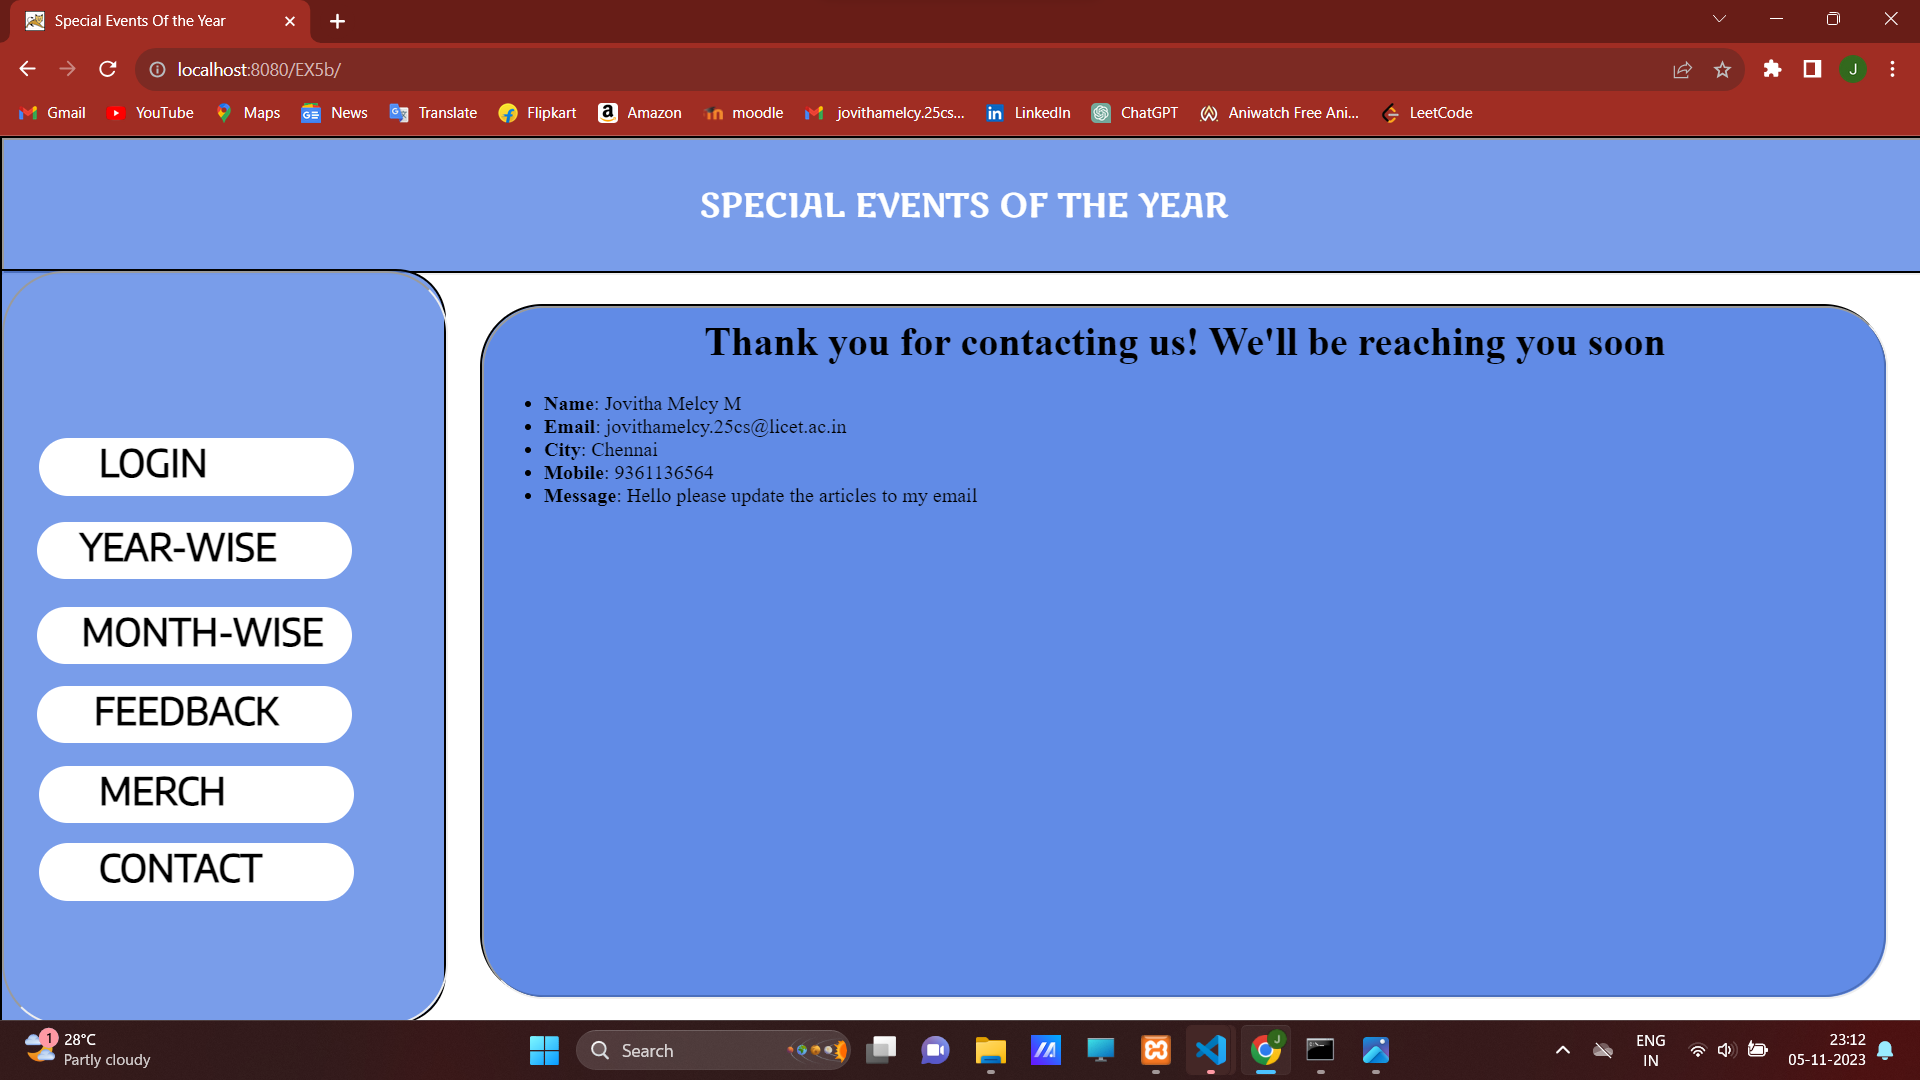 Special Events Of the Year
localhost:8080/EX5b/
J
Gmail
YouTube
Maps
News
Translate
Flipkart
Amazon
moodle
jovithamelcy.25cs...
LinkedIn
ChatGPT
Aniwatch Free Ani...
LeetCode
SPECIAL EVENTS OF THE YEAR
LOGIN
YEAR-WISE
MONTH-WISE
FEEDBACK
MERCH
CONTACT
Thank you for contacting us! We'll be reaching you soon
Name: Jovitha Melcy M
Email: jovithamelcy.25cs@licet.ac.in
City: Chennai
Mobile: 9361136564
Message: Hello please update the articles to my email
1
28°C
Partly cloudy
Search
J
ENG
IN
23:12
05-11-2023